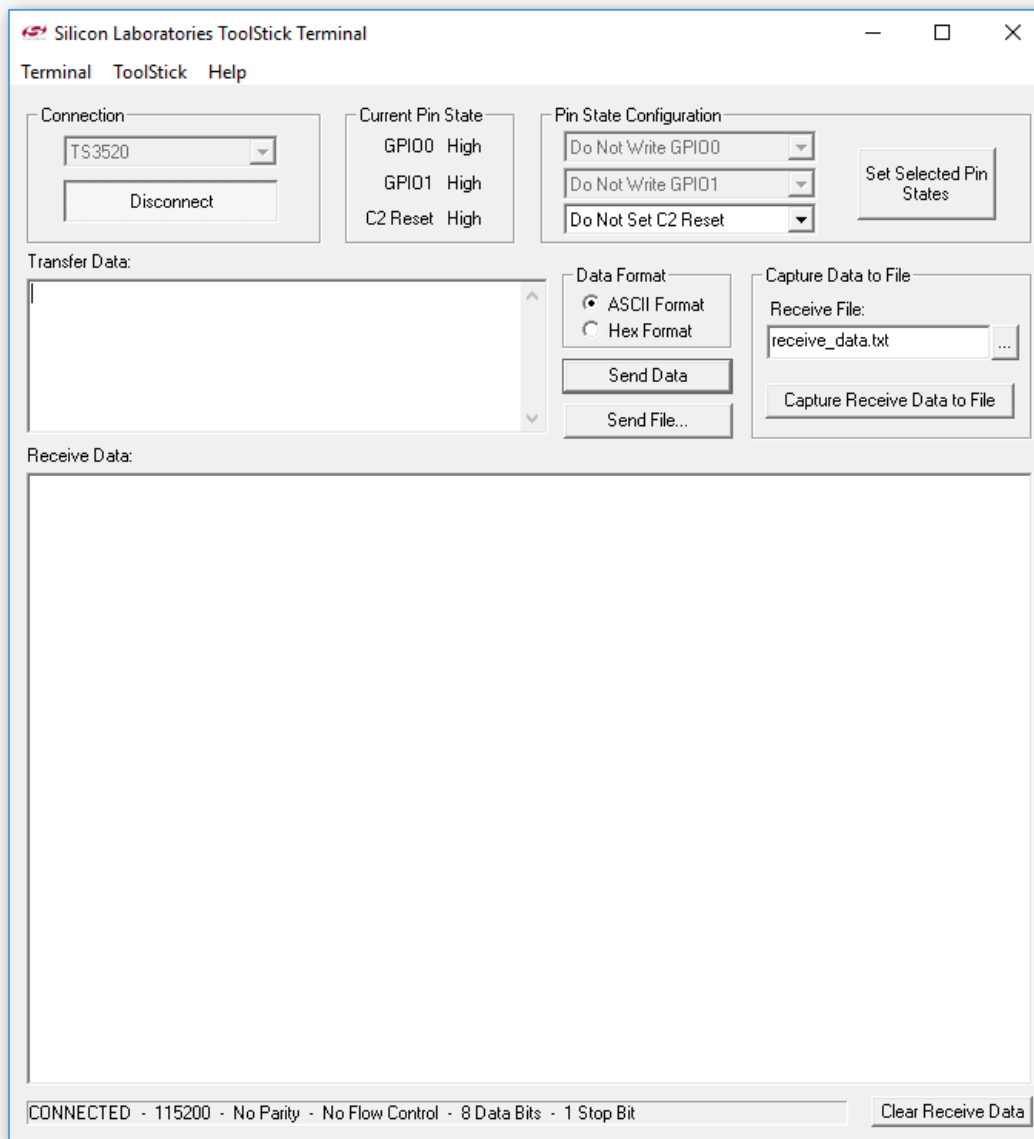 Silicon Laboratories ToolStick Terminal
Terminal ToolStick Help
Connection
TS3520
Disconnect
Current Pin State
GPIO0 High
GPIO1 High
C2 Reset High
Pin State Configuration
Do Not Write GPIO0
Do Not Write GPIO1
Do Not Set C2 Reset
Set Selected Pin
States
Transfer Data:
Data Format
ASCII Format
Hex Format
Send Data
Send File...
Capture Data to File
Receive File:
receive_data.txt
...
Capture Receive Data to File
Receive Data:
CONNECTED - 115200 - No Parity - No Flow Control - 8 Data Bits - 1 Stop Bit
Clear Receive Data